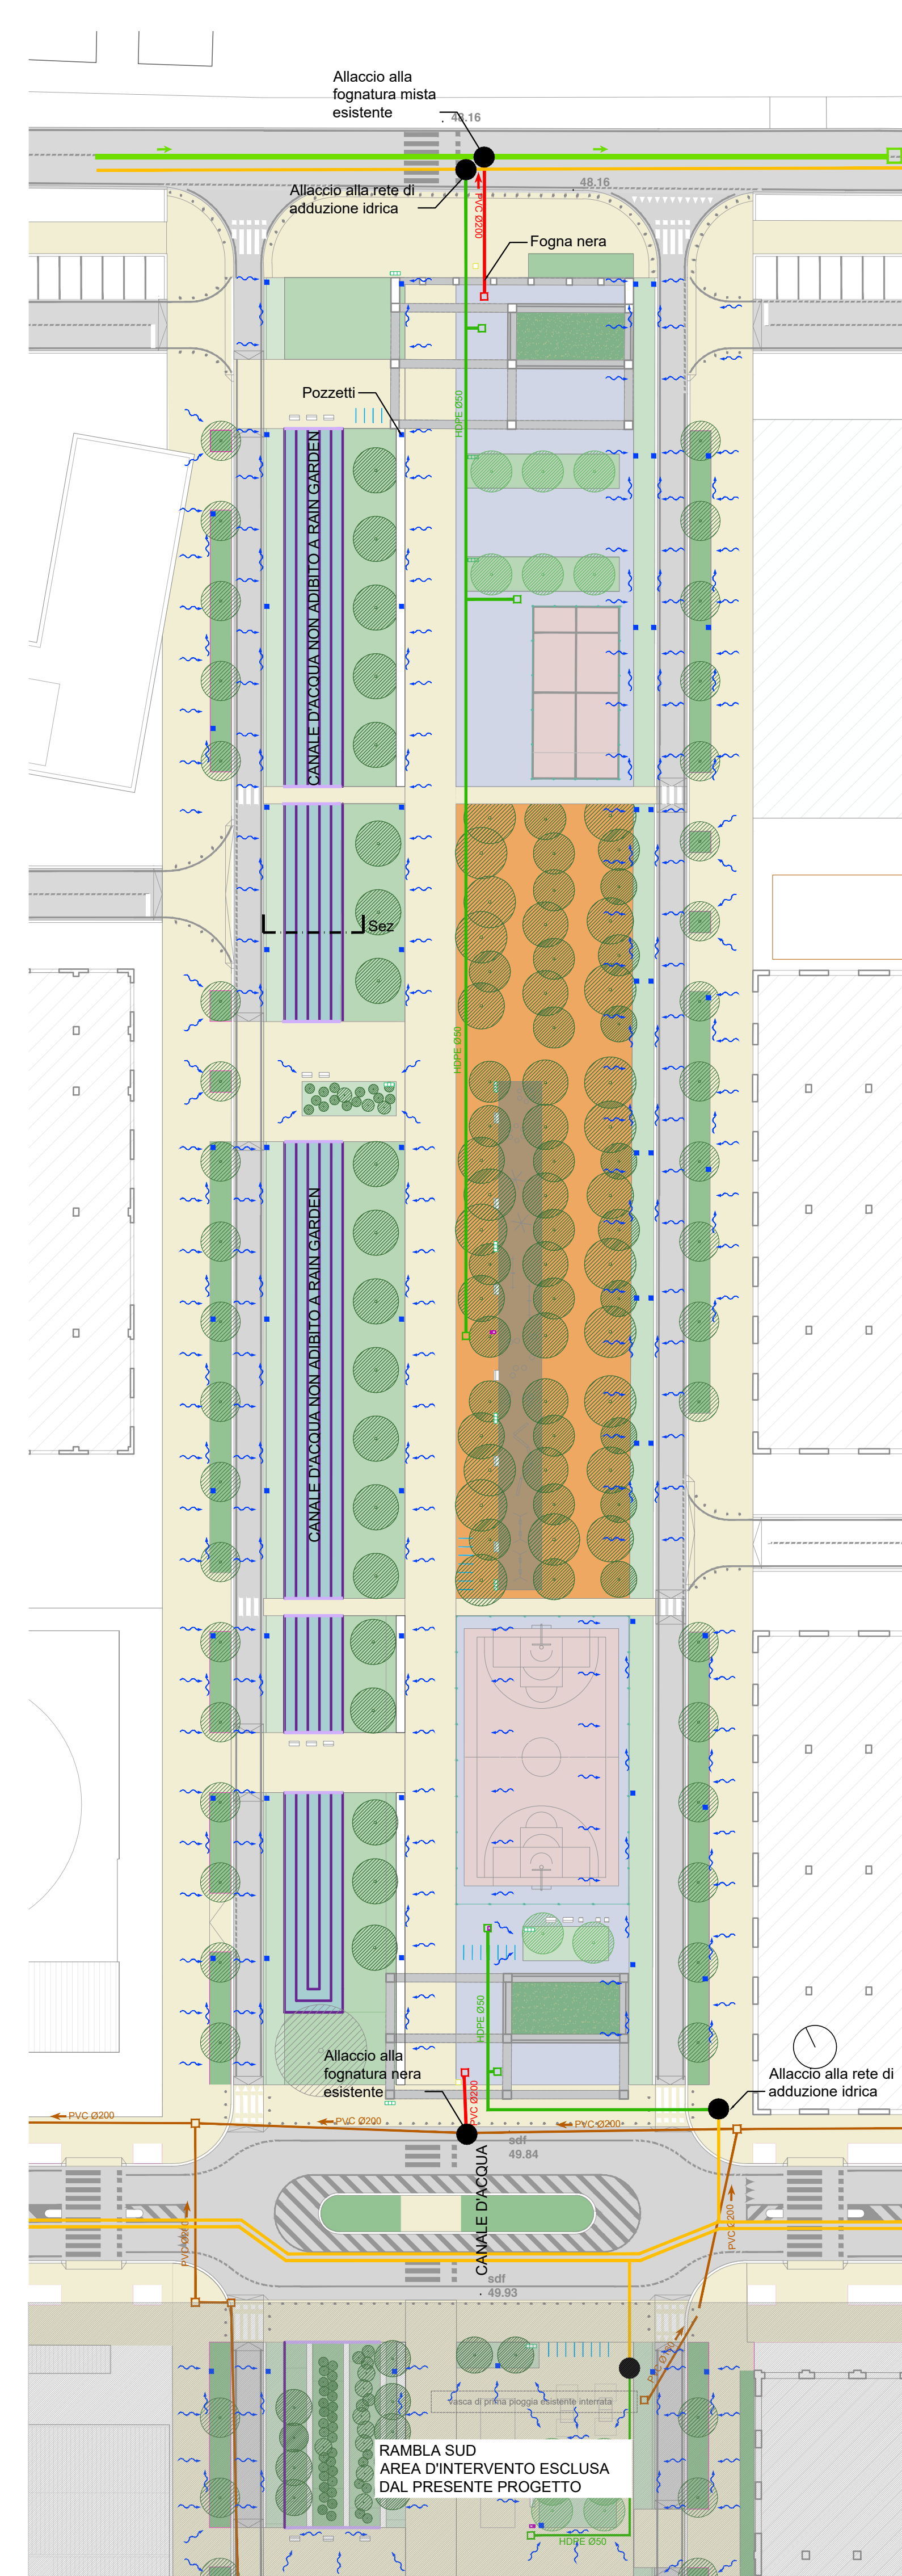 Allaccio alla
fognatura mista
esistente
48.16
Allaccio alla rete di
adduzione idrica
48.16
PVC Ø200
Fogna nera
Pozzetti
HDPE Ø50
CANALE D'ACQUA NON ADIBITO A RAIN GARDEN
Sez
HDPE Ø50
CANALE D'ACQUA NON ADIBITO A RAIN GARDEN
HDPE Ø50
Allaccio alla
fognatura nera
esistente
PVC Ø200
Allaccio alla rete di
adduzione idrica
PVC Ø200
PVC Ø200
PVC Ø200
sdf
49.84
CANALE D'ACQUA
PVC Ø200
sdf
49.93
vasca di prima pioggia esistente interrata
RAMBLA SUD
AREA D'INTERVENTO ESCLUSA
DAL PRESENTE PROGETTO
HDPE Ø50